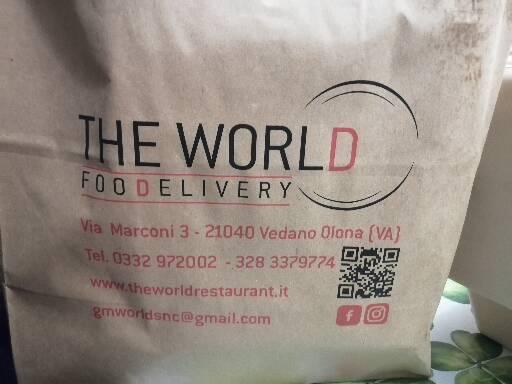 THE WORLD
FOODELIVERY
Via Marconi 3 - 21040 Vedano Olona (VA)
Tel. 0332 972002 - 328 3379774
www.theworldrestaurant.it
gmworldsnc@gmail.com